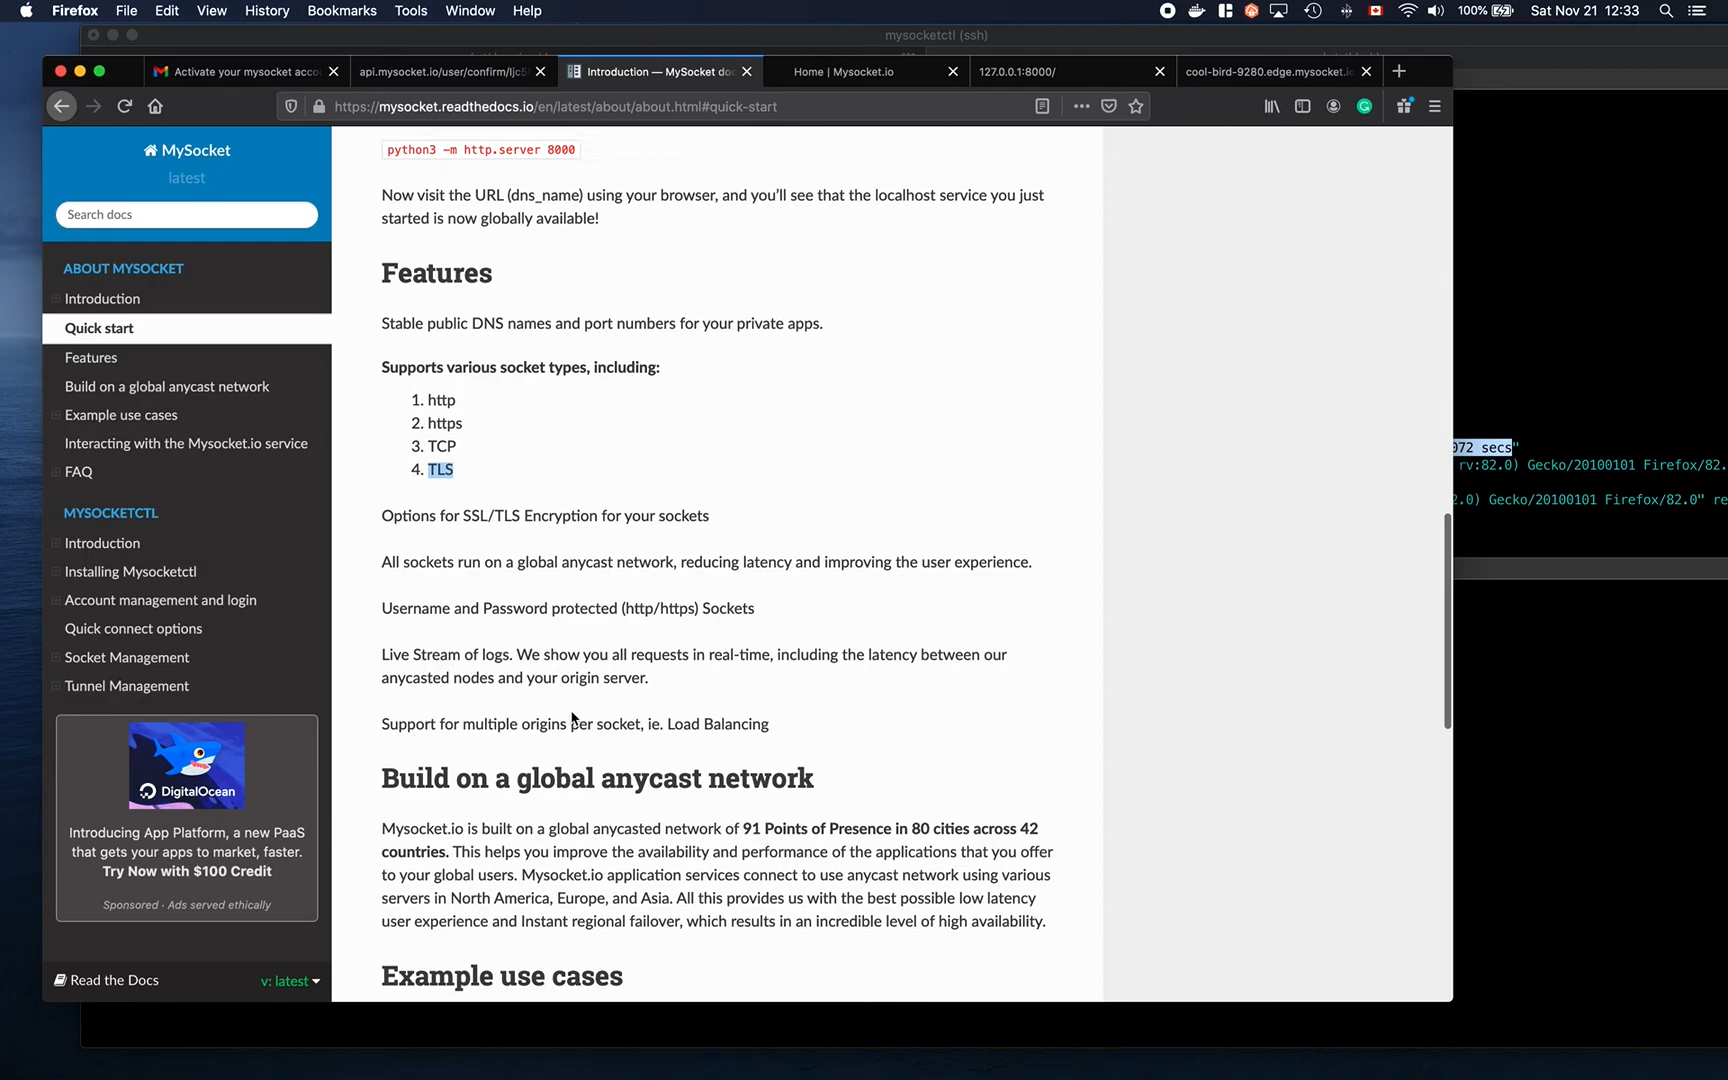 Firefox File Edit View History Bookmarks Tools Window Help 100% Sat Nov 21 12:33
mysocketctl (ssh)
Activate your mysocket acco
api.mysocket.io/user/confirm/ljc5
Introduction — MySocket doc
Home | Mysocket.io
127.0.0.1:8000/
cool-bird-9280.edge.mysocket.io
https://mysocket.readthedocs.io/en/latest/about/about.html#quick-start
MySocket
latest
Search docs
ABOUT MYSOCKET
Introduction
Quick start
Features
Build on a global anycast network
Example use cases
Interacting with the Mysocket.io service
FAQ
MYSOCKETCTL
Introduction
Installing Mysocketctl
Account management and login
Quick connect options
Socket Management
Tunnel Management
DigitalOcean
Introducing App Platform, a new PaaS
that gets your apps to market, faster.
Try Now with $100 Credit
Sponsored · Ads served ethically
Read the Docs
v: latest
python3 -m http.server 8000
Now visit the URL (dns_name) using your browser, and you’ll see that the localhost service you just
started is now globally available!
Features
Stable public DNS names and port numbers for your private apps.
Supports various socket types, including:
1. http
2. https
3. TCP
4. TLS
Options for SSL/TLS Encryption for your sockets
All sockets run on a global anycast network, reducing latency and improving the user experience.
Username and Password protected (http/https) Sockets
Live Stream of logs. We show you all requests in real-time, including the latency between our
anycasted nodes and your origin server.
Support for multiple origins per socket, ie. Load Balancing
Build on a global anycast network
Mysocket.io is built on a global anycasted network of 91 Points of Presence in 80 cities across 42
countries. This helps you improve the availability and performance of the applications that you offer
to your global users. Mysocket.io application services connect to use anycast network using various
servers in North America, Europe, and Asia. All this provides us with the best possible low latency
user experience and Instant regional failover, which results in an incredible level of high availability.
Example use cases
072 secs"
rv:82.0) Gecko/20100101 Firefox/82.
2.0) Gecko/20100101 Firefox/82.0" re